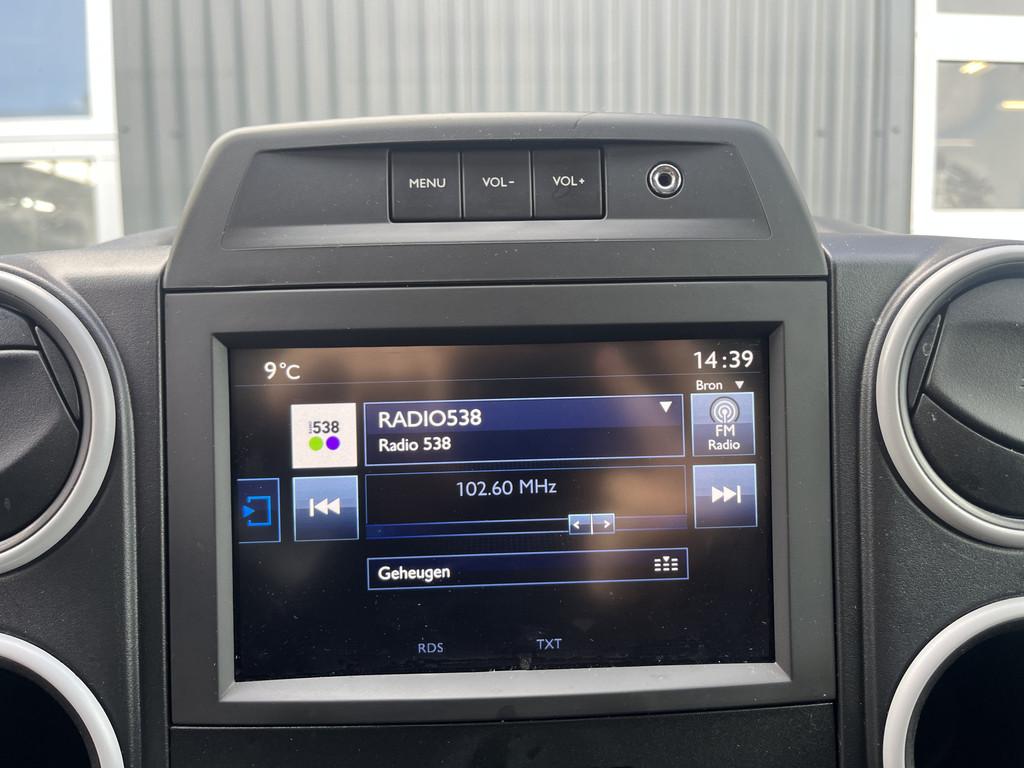 MENU VOL- VOL+
9°C 14:39
Bron
538
RADIO538
Radio 538
FM
Radio
102.60 MHz
Geheugen
RDS TXT